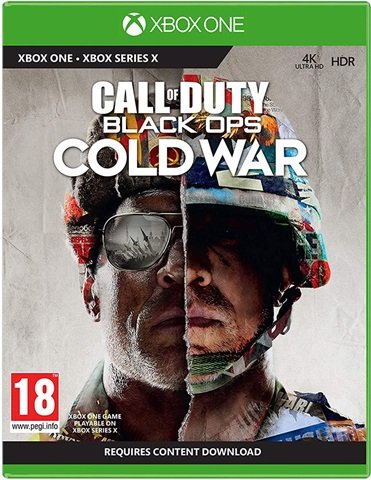 XBOX ONE
XBOX ONE • XBOX SERIES X
4K
ULTRA HD
HDR
CALL OF DUTY
BLACK OPS
COLD WAR
18
www.pegi.info
XBOX ONE GAME
PLAYABLE ON
XBOX SERIES X
REQUIRES CONTENT DOWNLOAD